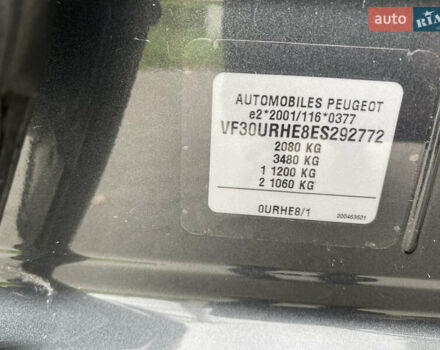 auto RIA
AUTOMOBILES PEUGEOT
e2*2001/116*0377
VF30URHE8ES292772
2080 KG
3480 KG
1 1200 KG
2 1060 KG
0URHE8/1
200463501